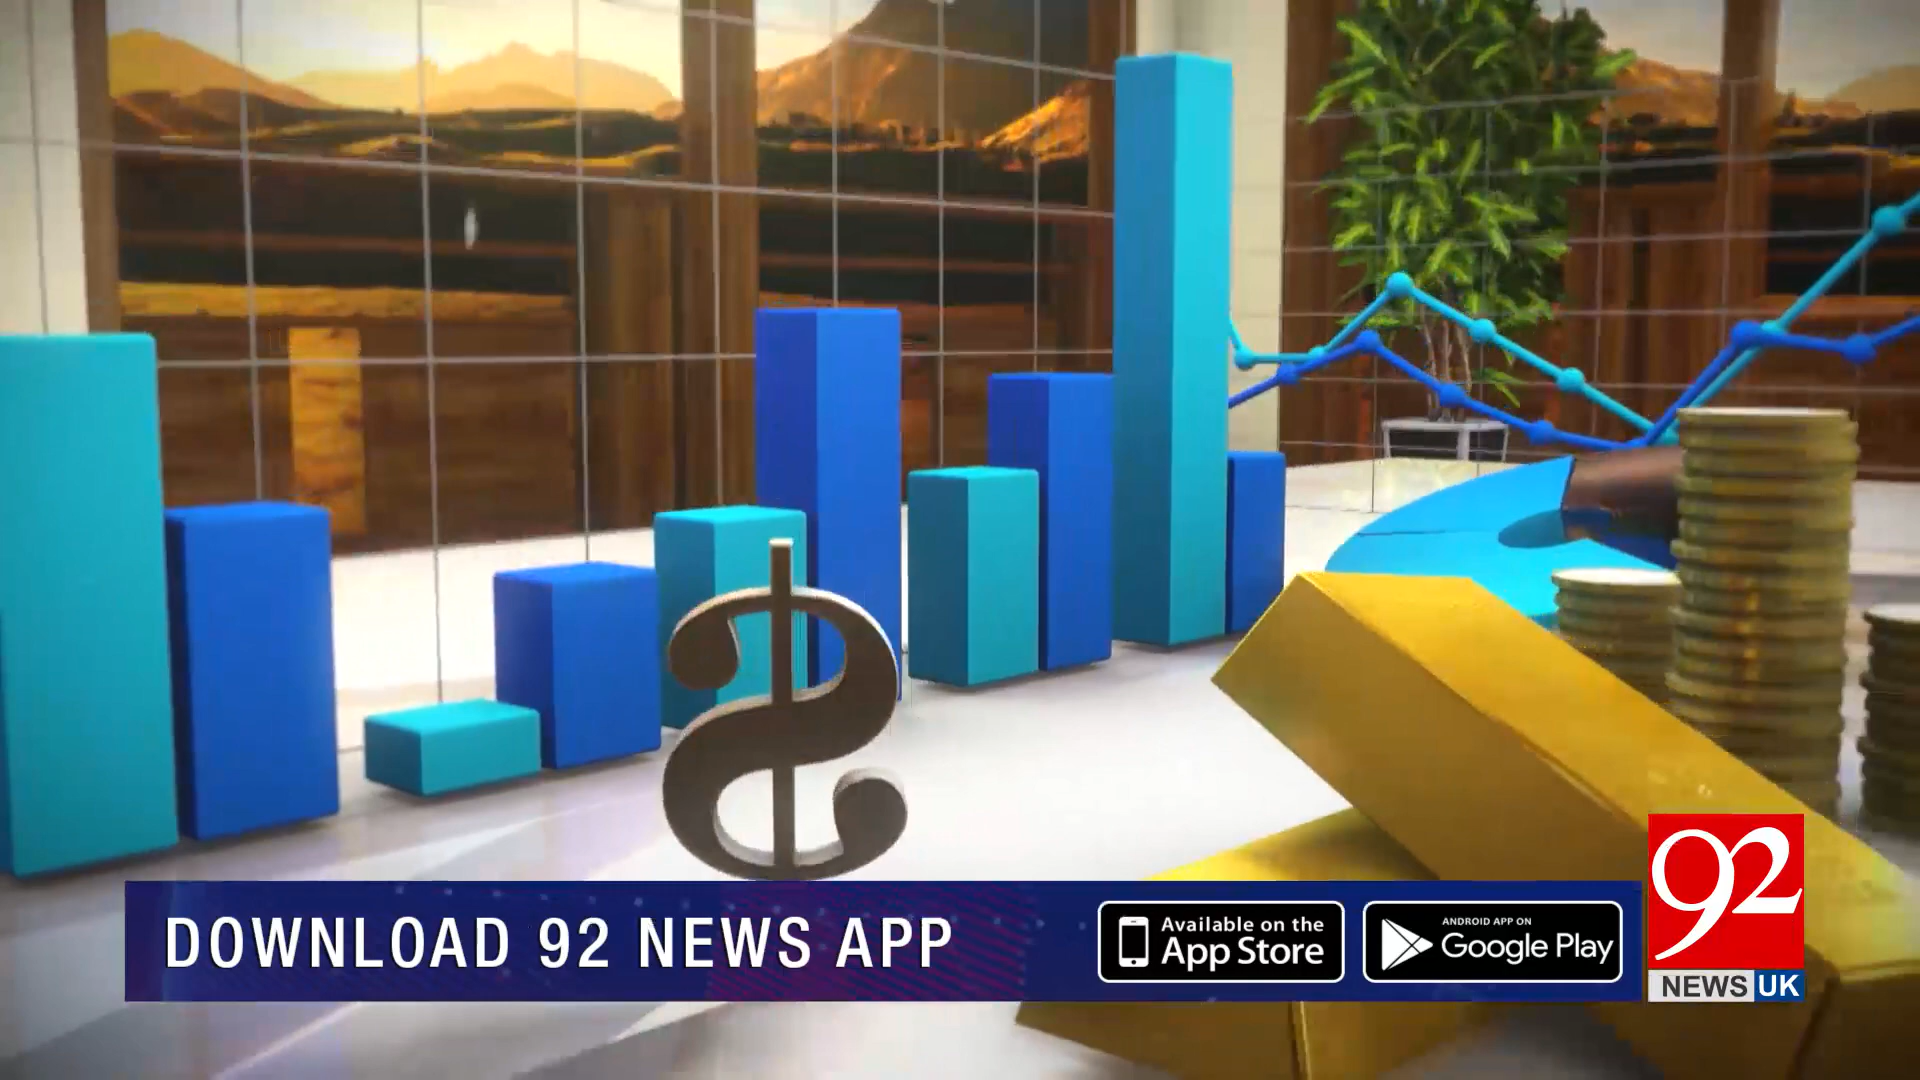 DOWNLOAD 92 NEWS APP
Available on the
App Store
ANDROID APP ON
Google Play
92
NEWS UK